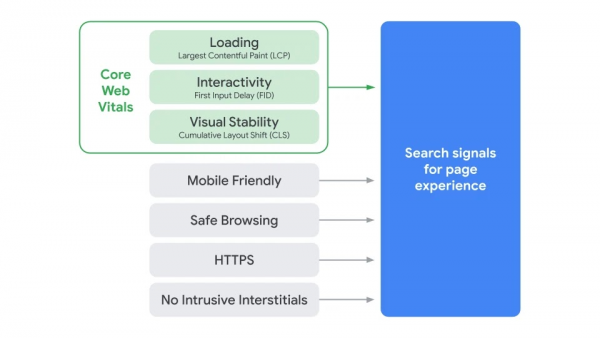 Core
Web
Vitals
Loading
Largest Contentful Paint (LCP)
Interactivity
First Input Delay (FID)
Visual Stability
Cumulative Layout Shift (CLS)
Mobile Friendly
Safe Browsing
HTTPS
No Intrusive Interstitials
Search signals
for page
experience